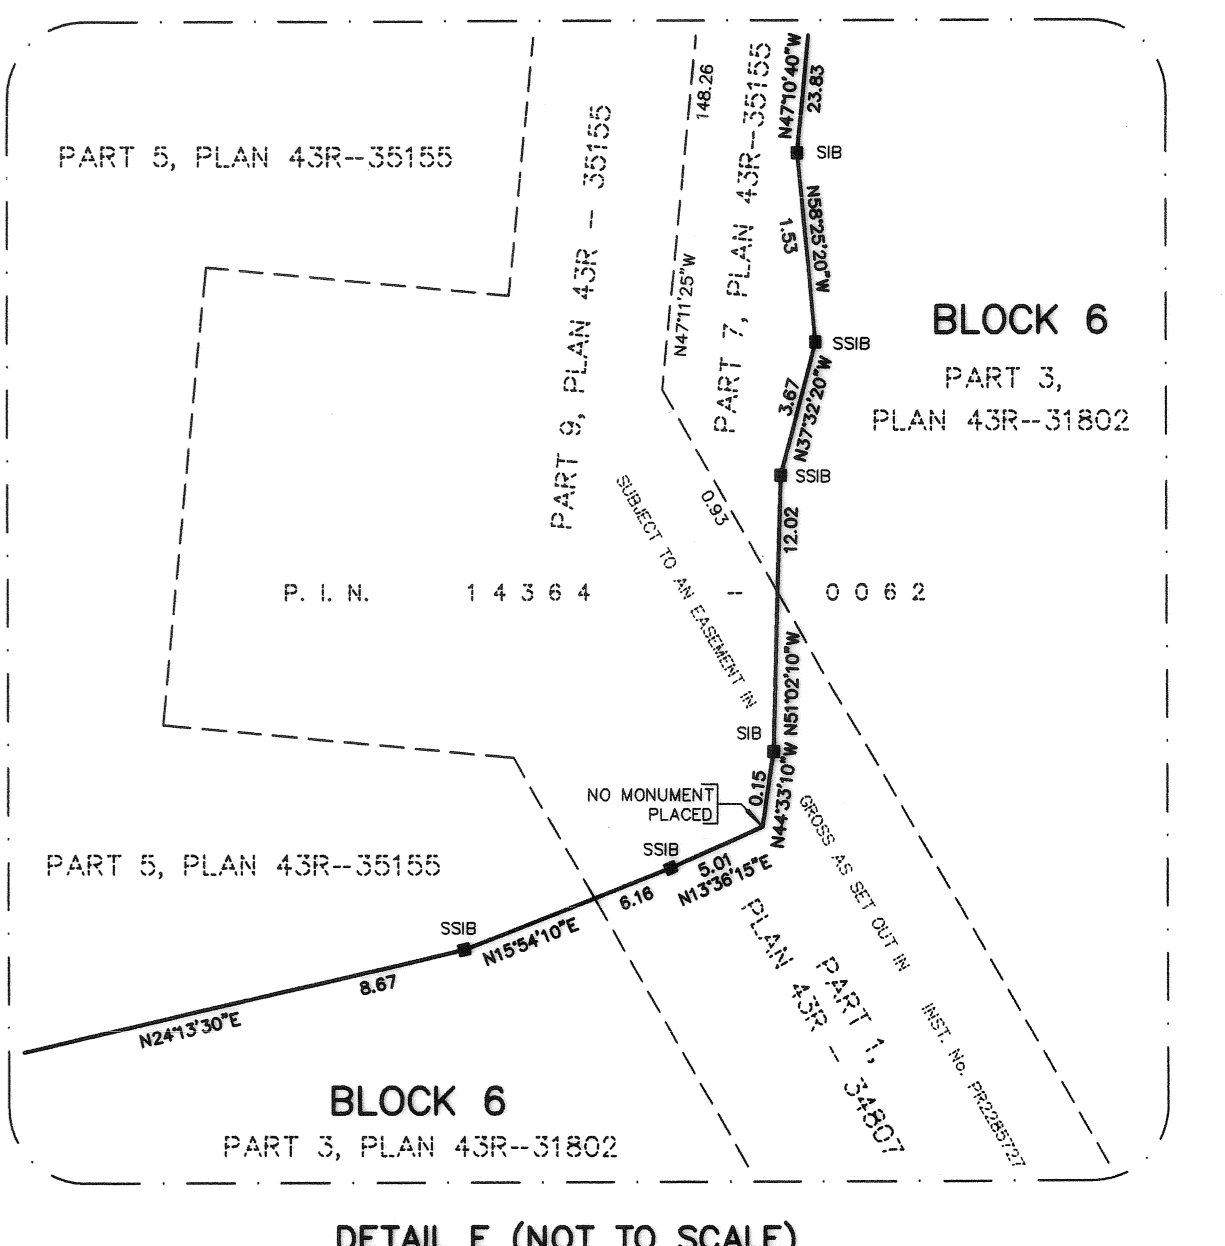 N47°10'40"W
23.83
148.26
PART 7, PLAN 43R--35155
PART 9, PLAN 43R -- 35155
PART 5, PLAN 43R--35155
SIB
N58°25'20"W
1.53
N47°11'25"W
BLOCK 6
PART 3,
PLAN 43R--31802
SSIB
3.67
N37°32'20"W
SSIB
0.93
12.02
SUBJECT TO AN EASEMENT IN
P. I. N. 14364 -- 0062
N51°02'10"W
SIB
N44°33'10"W
0.15
NO MONUMENT
PLACED
GROSS AS SET OUT IN
SSIB
5.01
N13°36'15"E
PART 5, PLAN 43R--35155
6.16
N15°54'10"E
SSIB
8.67
N24°13'30"E
PART 1,
PLAN 43R -- 34807
INST. No. PR2285727
BLOCK 6
PART 3, PLAN 43R--31802
DETAIL E (NOT TO SCALE)